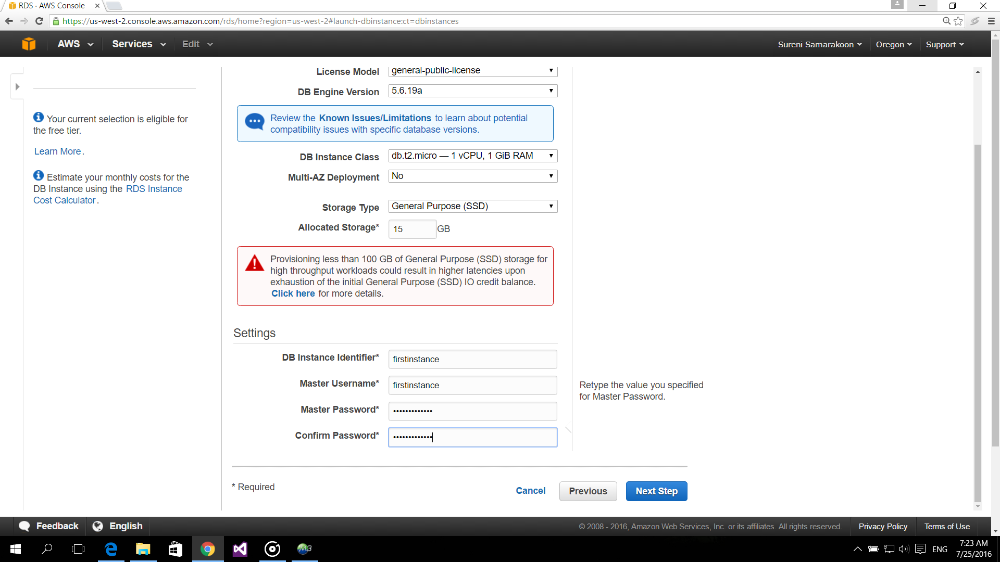 RDS · AWS Console
https://us-west-2.console.aws.amazon.com/rds/home?region=us-west-2#launch-dbinstance:ct=dbinstances
AWS Services Edit Sureni Samarakoon Oregon Support
Your current selection is eligible for
the free tier.
Learn More.
Estimate your monthly costs for the
DB Instance using the RDS Instance
Cost Calculator.
License Model general-public-license
DB Engine Version 5.6.19a
Review the Known Issues/Limitations to learn about potential
compatibility issues with specific database versions.
DB Instance Class db.t2.micro — 1 vCPU, 1 GiB RAM
Multi-AZ Deployment No
Storage Type General Purpose (SSD)
Allocated Storage* 15 GB
Provisioning less than 100 GB of General Purpose (SSD) storage for
high throughput workloads could result in higher latencies upon
exhaustion of the initial General Purpose (SSD) IO credit balance.
Click here for more details.
Settings
DB Instance Identifier* firstinstance
Master Username* firstinstance
Master Password* •••••••••••••
Confirm Password* •••••••••••••
Retype the value you specified
for Master Password.
* Required
Cancel Previous Next Step
Feedback English © 2008 - 2016, Amazon Web Services, Inc. or its affiliates. All rights reserved. Privacy Policy Terms of Use
M3
ENG
7:23 AM
7/25/2016